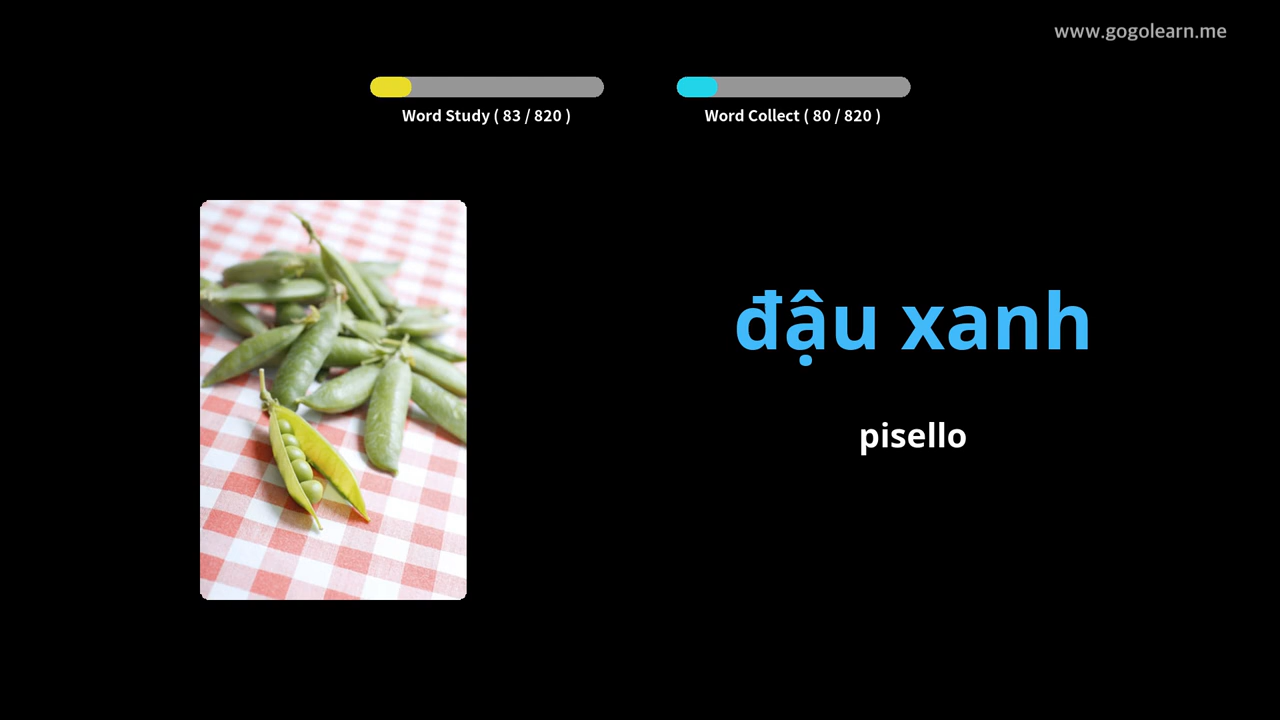 www.gogolearn.me
Word Study ( 83 / 820 )
Word Collect ( 80 / 820 )
đậu xanh
pisello